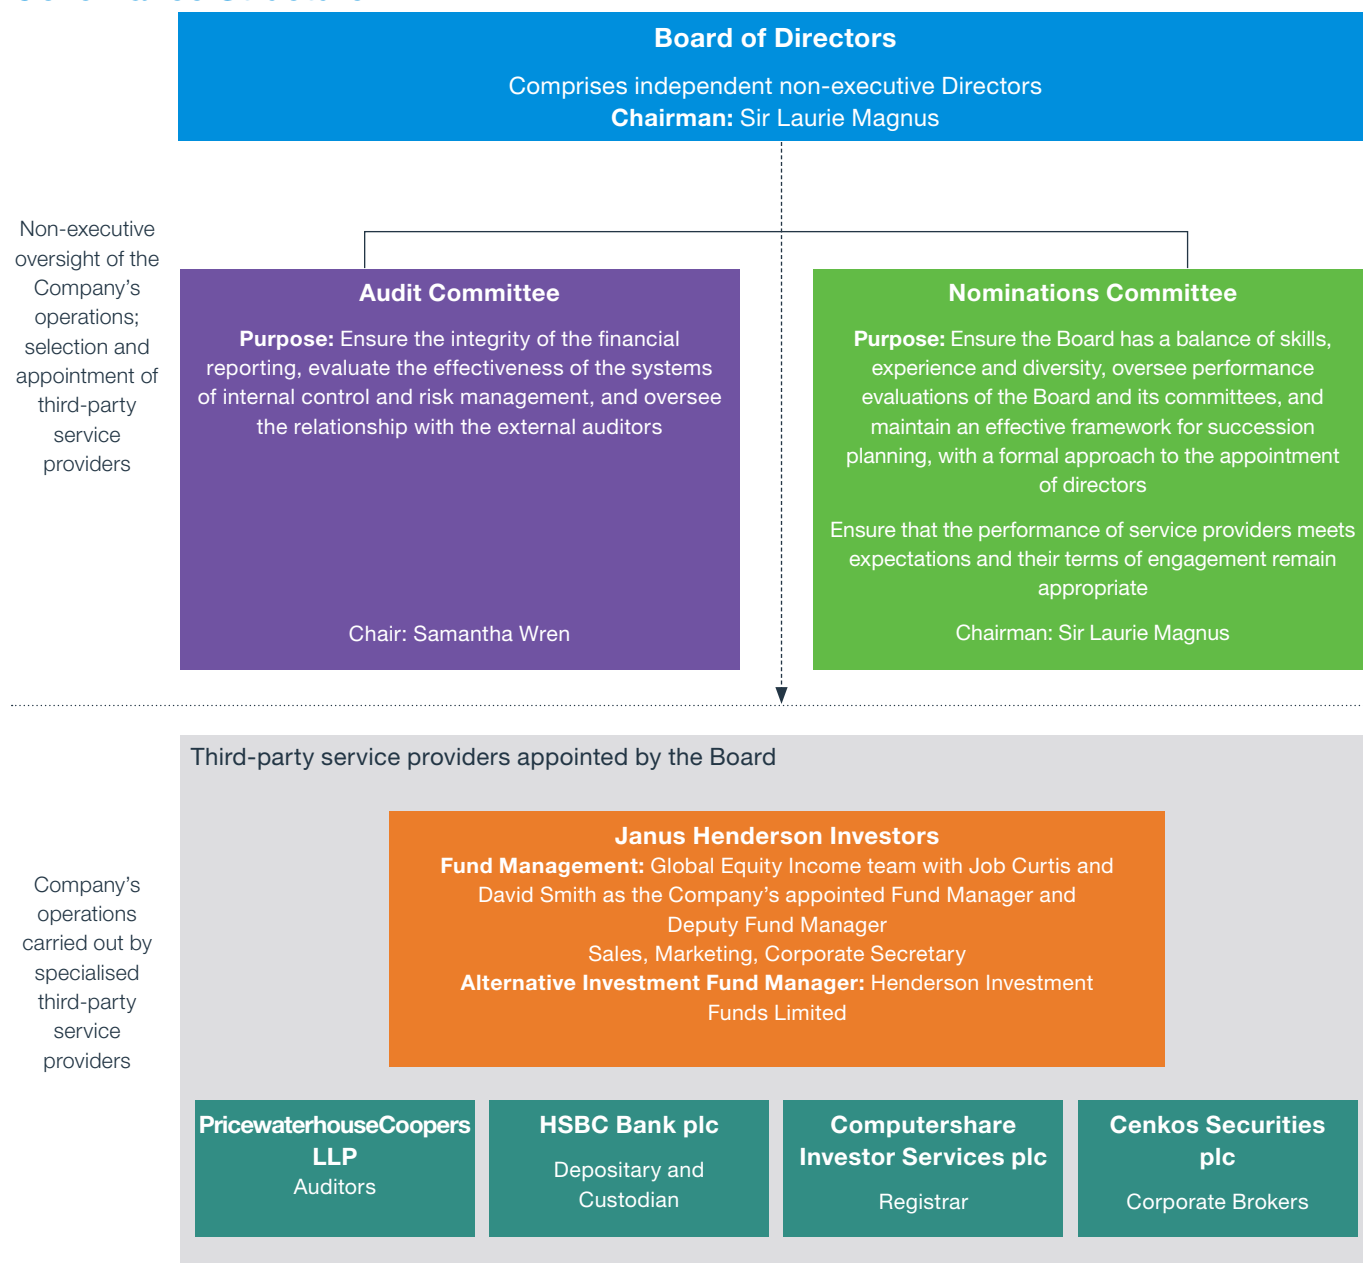 Board of Directors
Comprises independent non-executive Directors
Chairman: Sir Laurie Magnus
Non-executive
oversight of the
Company's
operations;
selection and
appointment of
third-party
service
providers
Audit Committee
Purpose: Ensure the integrity of the financial
reporting, evaluate the effectiveness of the systems
of internal control and risk management, and oversee
the relationship with the external auditors
Chair: Samantha Wren
Nominations Committee
Purpose: Ensure the Board has a balance of skills,
experience and diversity, oversee performance
evaluations of the Board and its committees, and
maintain an effective framework for succession
planning, with a formal approach to the appointment
of directors
Ensure that the performance of service providers meets
expectations and their terms of engagement remain
appropriate
Chairman: Sir Laurie Magnus
Company's
operations
carried out by
specialised
third-party
service
providers
Third-party service providers appointed by the Board
Janus Henderson Investors
Fund Management: Global Equity Income team with Job Curtis and
David Smith as the Company's appointed Fund Manager and
Deputy Fund Manager
Sales, Marketing, Corporate Secretary
Alternative Investment Fund Manager: Henderson Investment
Funds Limited
PricewaterhouseCoopers
LLP
Auditors
HSBC Bank plc
Depositary and
Custodian
Computershare
Investor Services plc
Registrar
Cenkos Securities
plc
Corporate Brokers